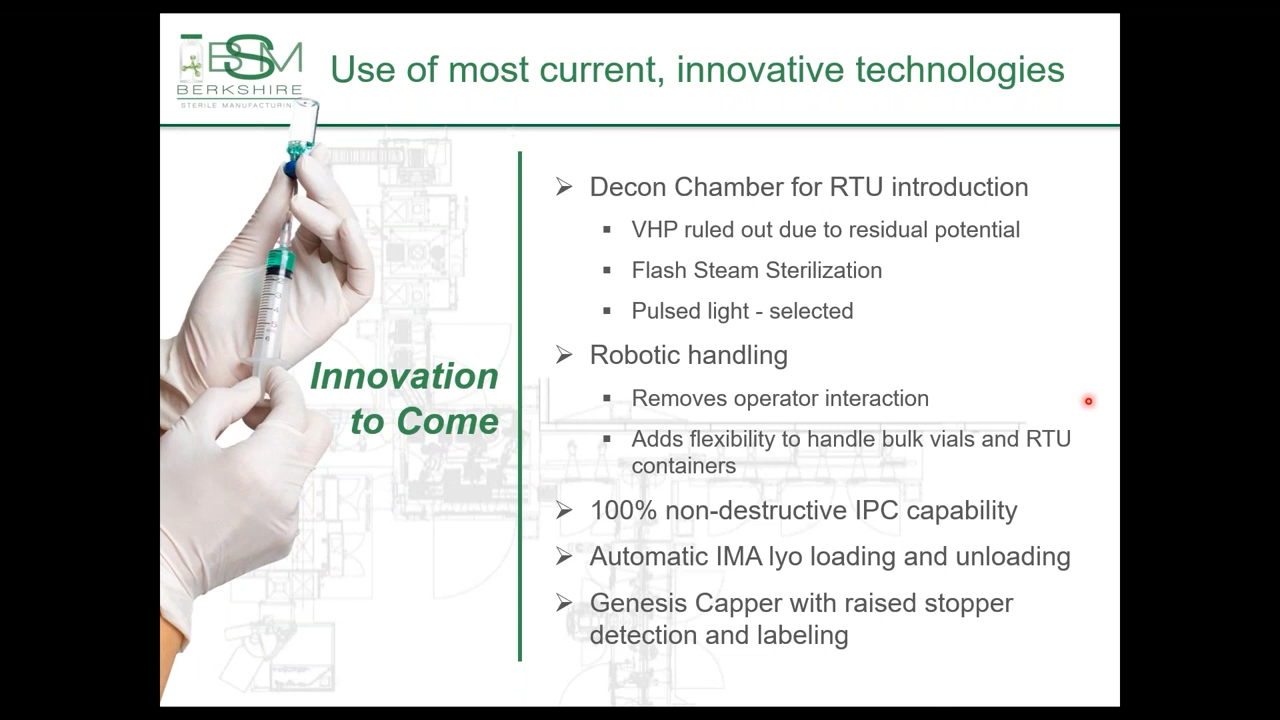 BSM
BERKSHIRE
STERILE MANUFACTURIN
Use of most current, innovative technologies
Innovation
to Come
➢ Decon Chamber for RTU introduction
▪ VHP ruled out due to residual potential
▪ Flash Steam Sterilization
▪ Pulsed light - selected
➢ Robotic handling
▪ Removes operator interaction
▪ Adds flexibility to handle bulk vials and RTU
containers
➢ 100% non-destructive IPC capability
➢ Automatic IMA lyo loading and unloading
➢ Genesis Capper with raised stopper
detection and labeling